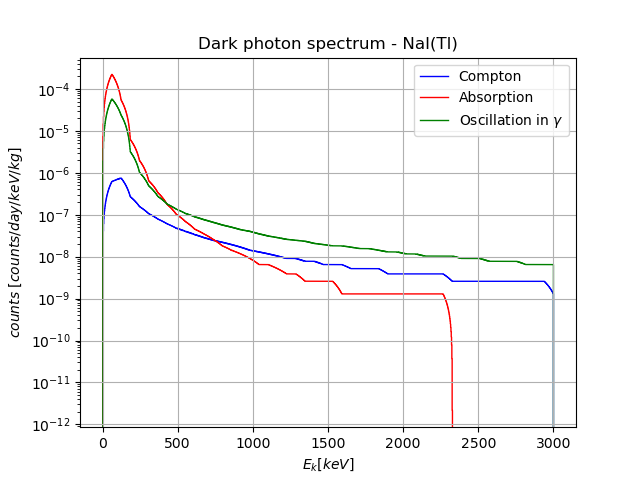 Dark photon spectrum - NaI(Tl)
Compton
Absorption
Oscillation in γ
10⁻⁴
10⁻⁵
10⁻⁶
10⁻⁷
10⁻⁸
10⁻⁹
10⁻¹⁰
10⁻¹¹
10⁻¹²
counts [counts/day/keV/kg]
0 500 1000 1500 2000 2500 3000
Eₖ[keV]